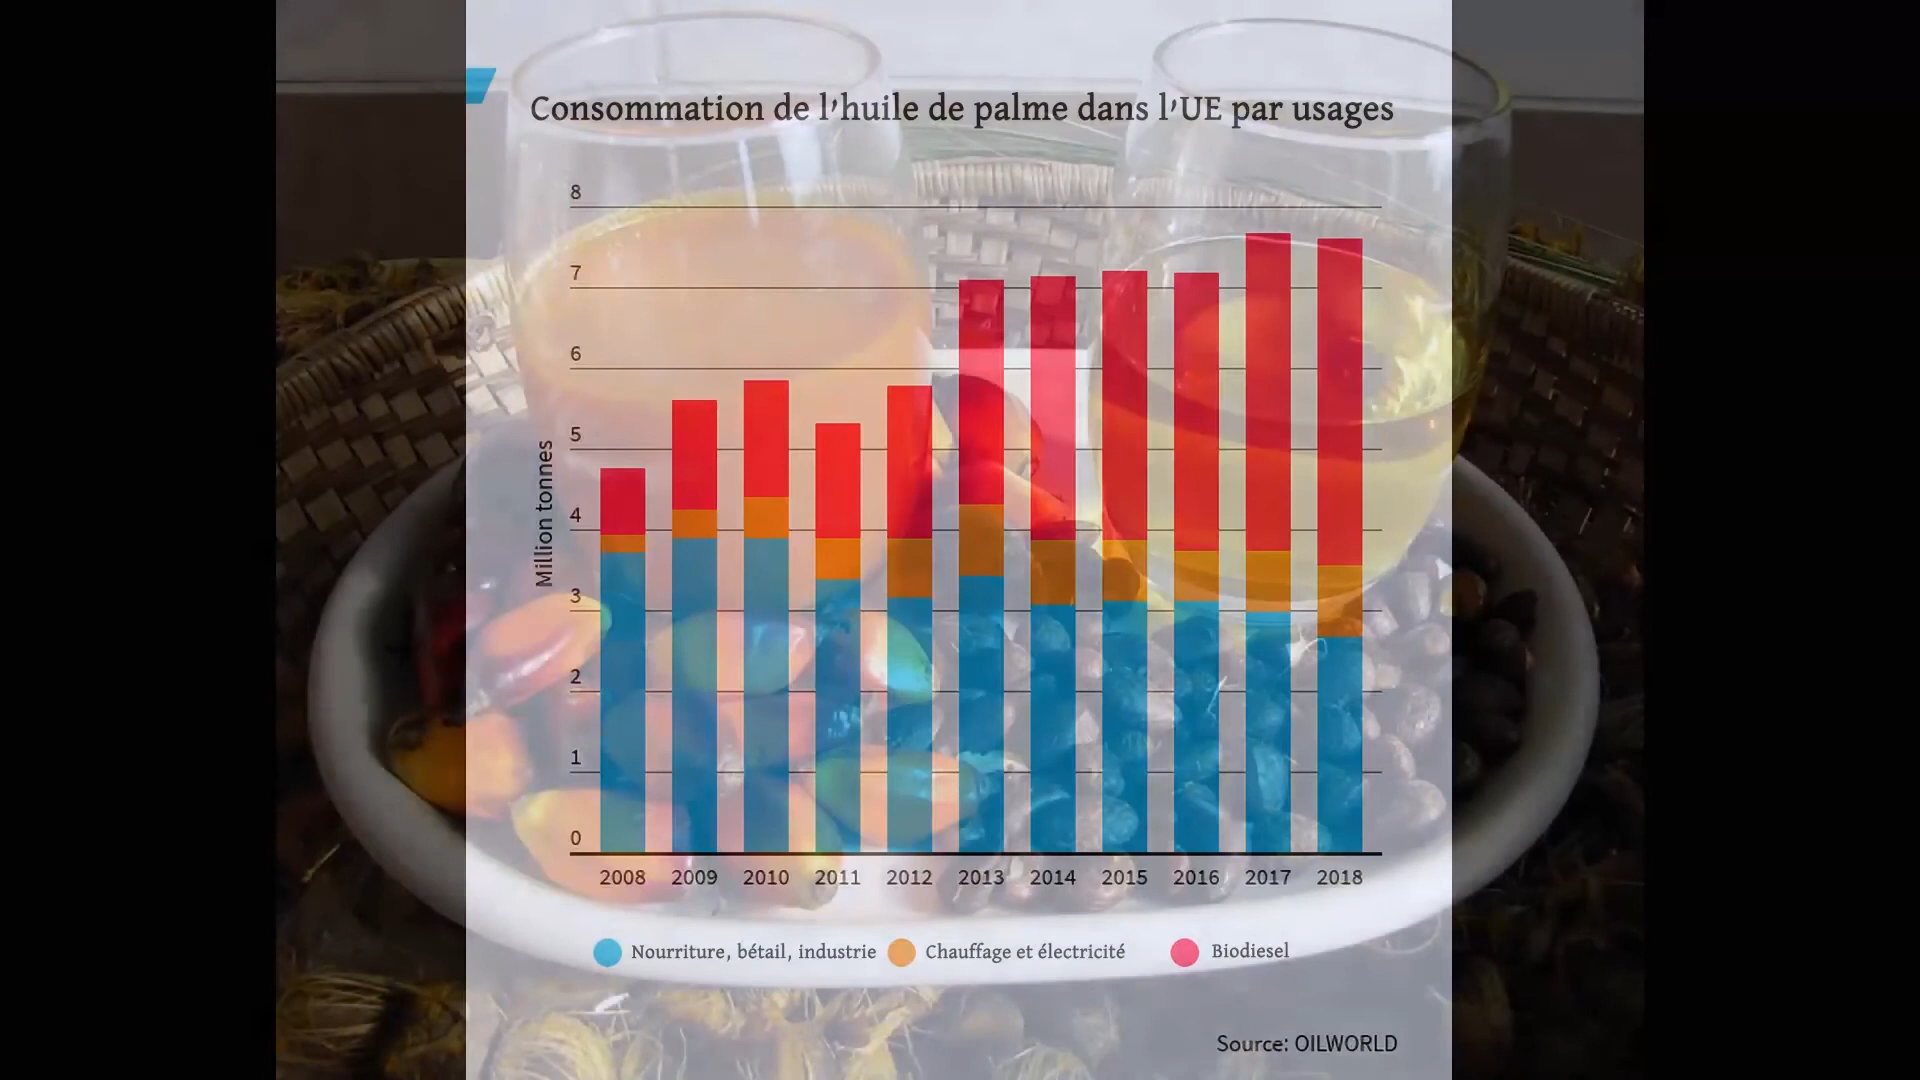 Consommation de l'huile de palme dans l'UE par usages
8
7
6
5
4
3
2
1
0
Million tonnes
2008 2009 2010 2011 2012 2013 2014 2015 2016 2017 2018
Nourriture, bétail, industrie Chauffage et électricité Biodiesel
Source: OILWORLD